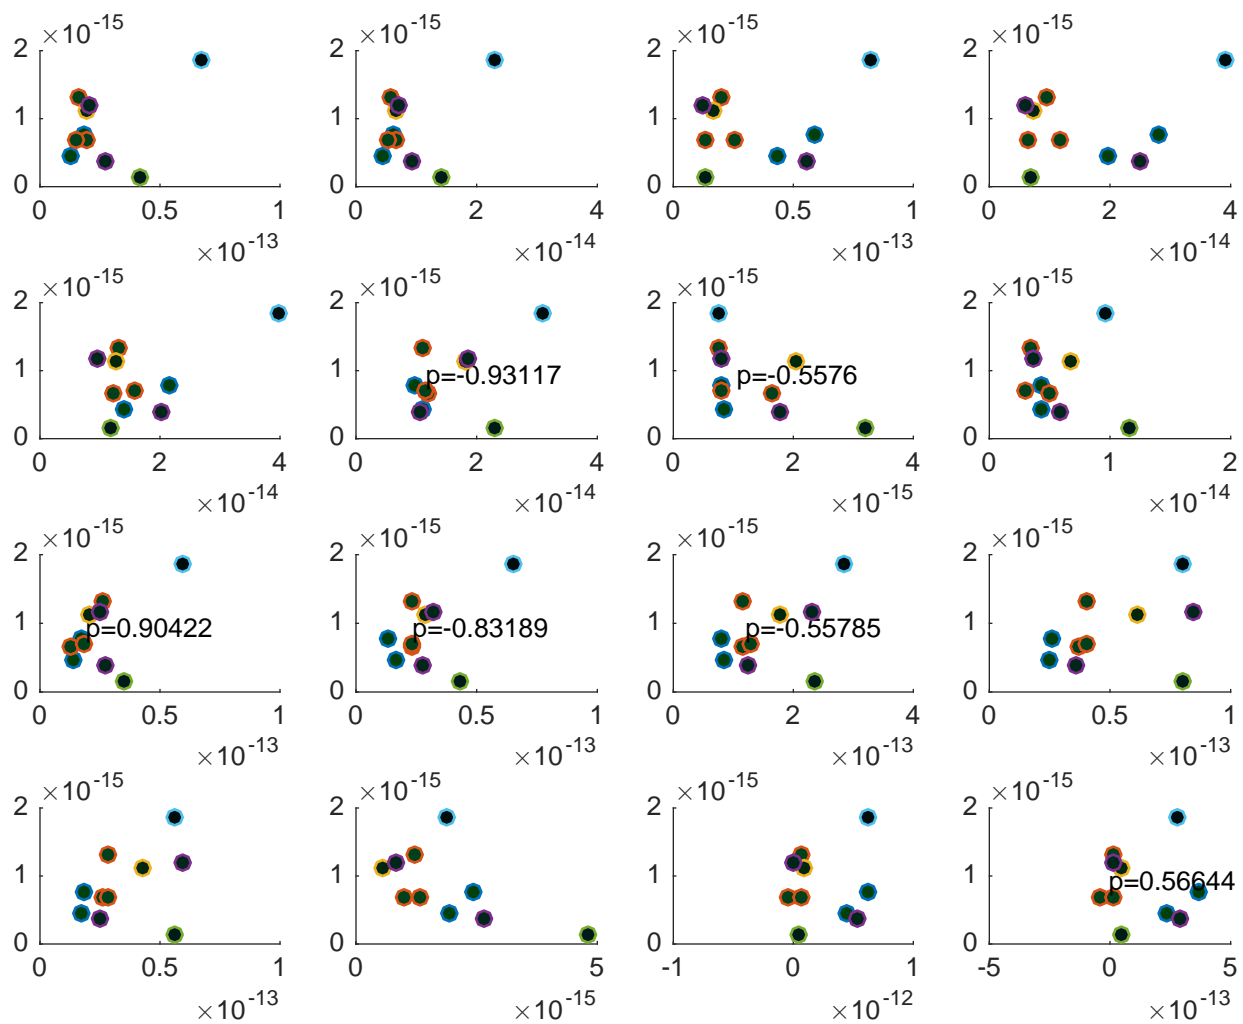 ×10-15 ×10-15 ×10-15 ×10-15
2 2 2 2
1 1 1 1
0 0 0 0
0 0.5 1 0 2 4 0 0.5 1 0 2 4
×10-13 ×10-14 ×10-13 ×10-14
×10-15 ×10-15 ×10-15 ×10-15
2 2 2 2
1 p=-0.93117 1 p=-0.5576 1 1
0 0 0 0
0 2 4 0 2 4 0 2 4 0 1 2
×10-14 ×10-14 ×10-15 ×10-14
×10-15 ×10-15 ×10-15 ×10-15
2 2 2 2
1 p=0.90422 1 p=-0.83189 1 p=-0.55785 1
0 0 0 0
0 0.5 1 0 0.5 1 0 2 4 0 0.5 1
×10-13 ×10-13 ×10-13 ×10-13
×10-15 ×10-15 ×10-15 ×10-15
2 2 2 2
1 1 1 1 p=0.56644
0 0 0 0
0 0.5 1 0 5 -1 0 1 -5 0 5
×10-13 ×10-15 ×10-12 ×10-13